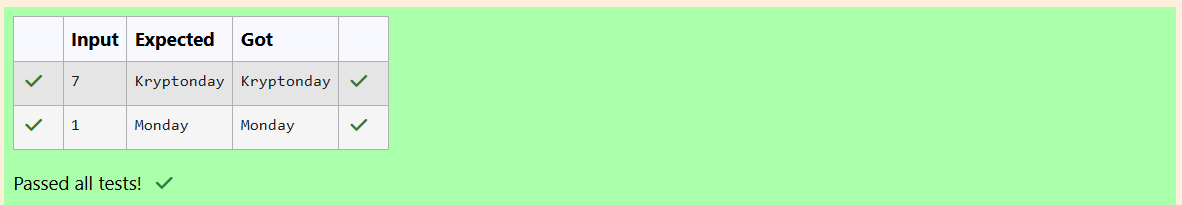 Input Expected Got
7 Kryptonday Kryptonday
1 Monday Monday
Passed all tests!